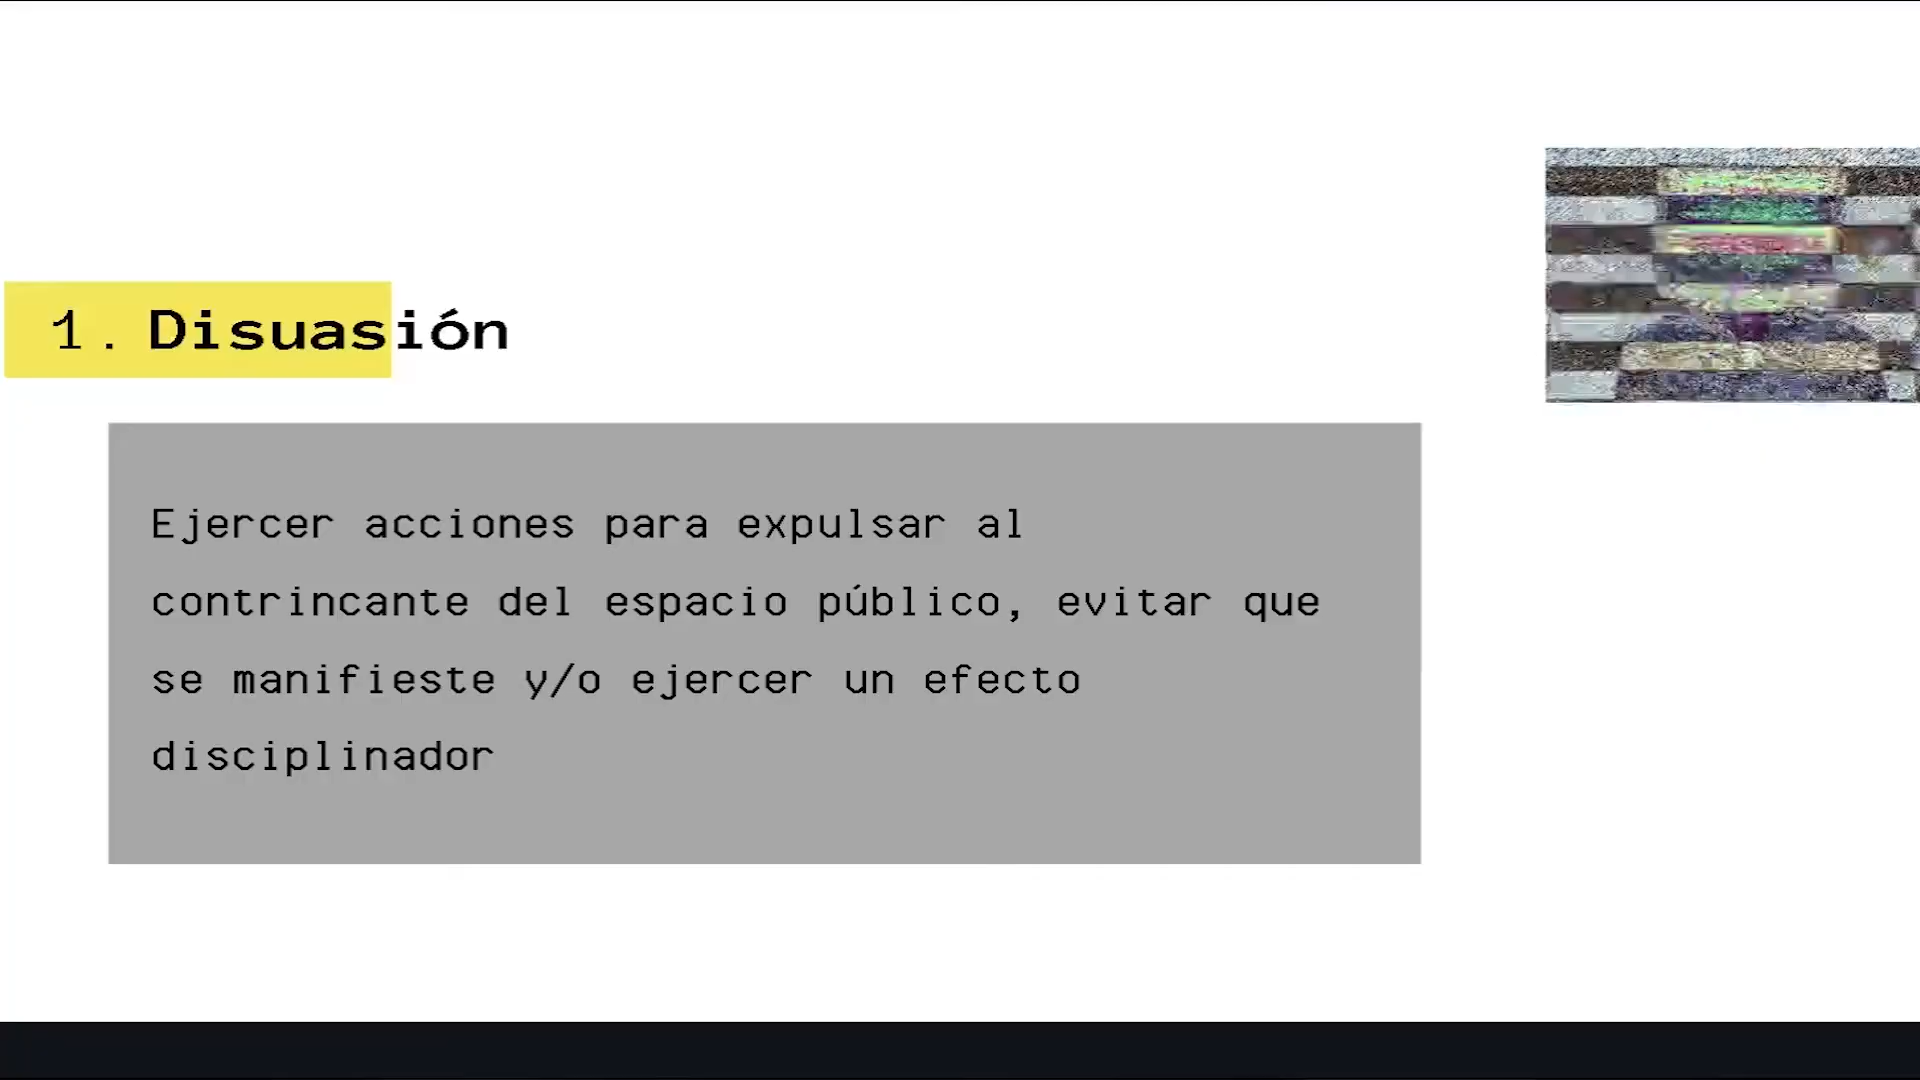 1. Disuasión
Ejercer acciones para expulsar al
contrincante del espacio público, evitar que
se manifieste y/o ejercer un efecto
disciplinador